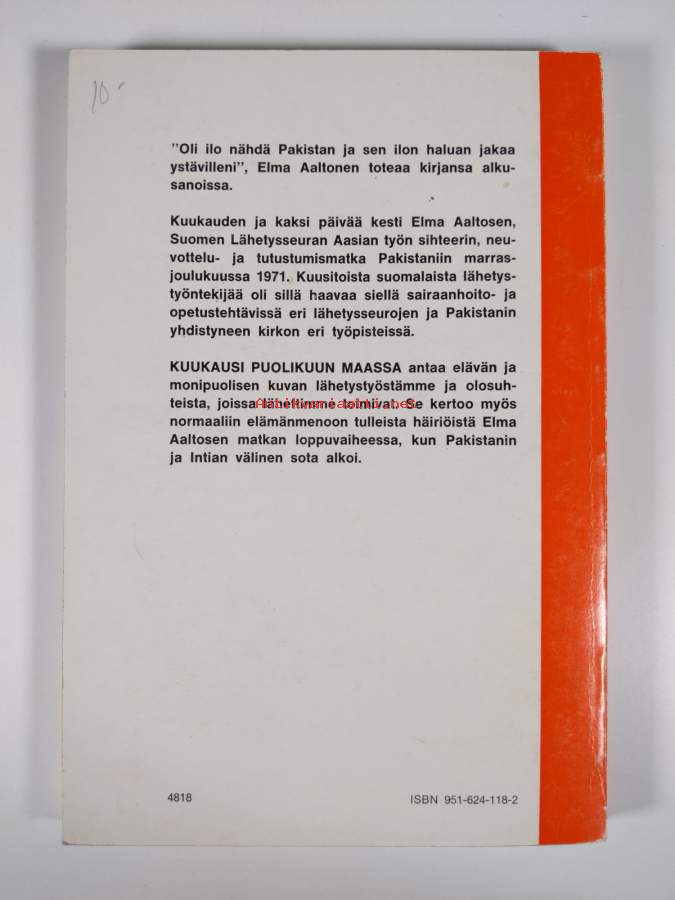 10-
"Oli ilo nähdä Pakistan ja sen ilon haluan jakaa
ystävilleni", Elma Aaltonen toteaa kirjansa alku-
sanoissa.
Kuukauden ja kaksi päivää kesti Elma Aaltosen,
Suomen Lähetysseuran Aasian työn sihteerin, neu-
vottelu- ja tutustumismatka Pakistaniin marras-
joulukuussa 1971. Kuusitoista suomalaista lähetys-
työntekijää oli sillä haavaa siellä sairaanhoito- ja
opetustehtävissä eri lähetysseurojen ja Pakistanin
yhdistyneen kirkon eri työpisteissä.
KUUKAUSI PUOLIKUUN MAASSA antaa elävän ja
monipuolisen kuvan lähetystyöstämme ja olosuh-
teista, joissa lähettimme toimivat. Se kertoo myös
antikvariaatti.net
normaaliin elämänmenoon tulleista häiriöistä Elma
Aaltosen matkan loppuvaiheessa, kun Pakistanin
ja Intian välinen sota alkoi.
4818
ISBN 951-624-118-2